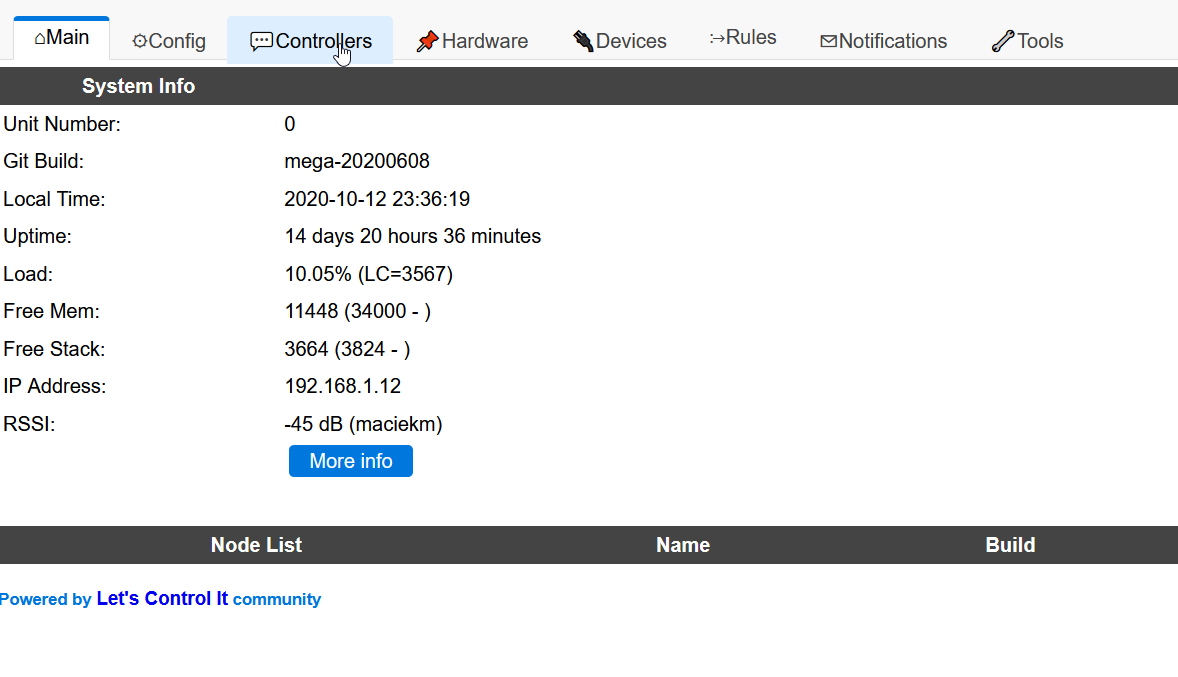 ⌂Main ⚙Config 💬Controllers 📌Hardware 🔌Devices Rules ✉Notifications 🔧Tools
System Info
Unit Number: 0
Git Build: mega-20200608
Local Time: 2020-10-12 23:36:19
Uptime: 14 days 20 hours 36 minutes
Load: 10.05% (LC=3567)
Free Mem: 11448 (34000 - )
Free Stack: 3664 (3824 - )
IP Address: 192.168.1.12
RSSI: -45 dB (maciekm)
More info
Node List Name Build
Powered by Let's Control It community